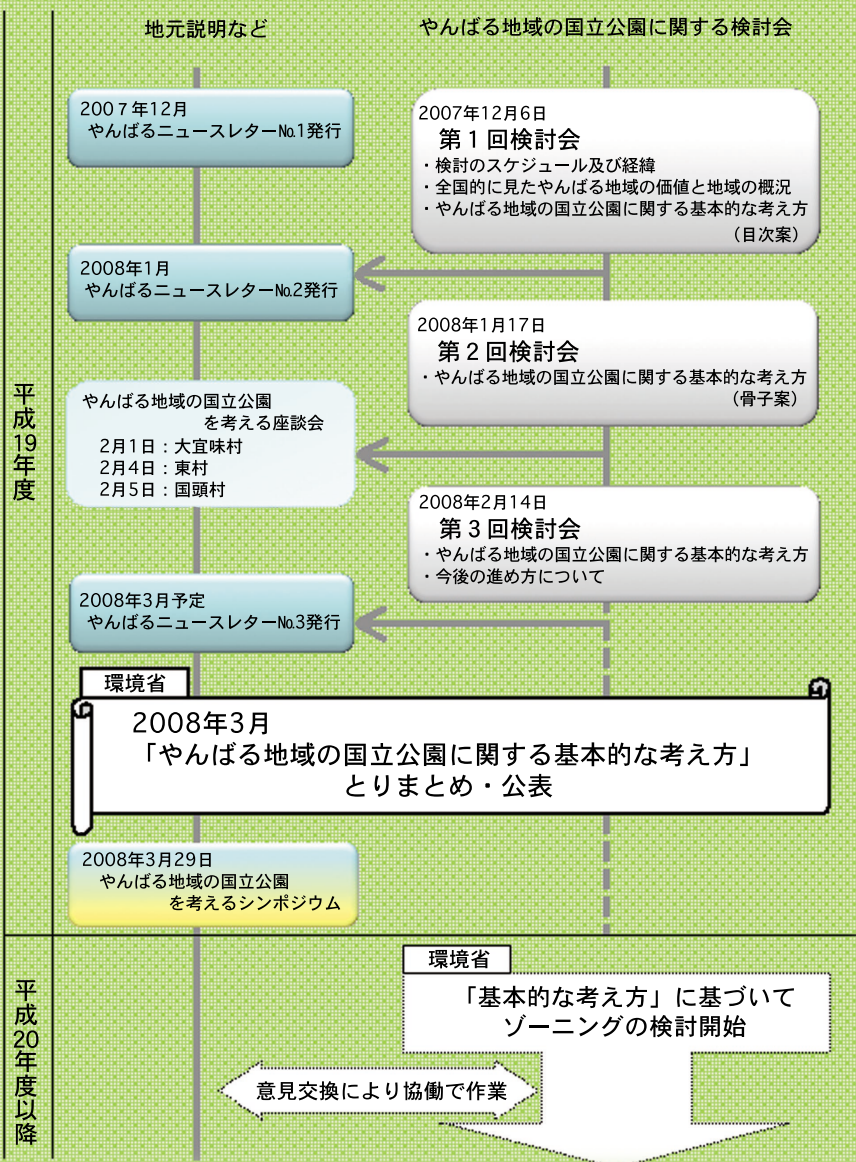 地元説明など
やんばる地域の国立公園に関する検討会
平成19年度
2007年12月
やんばるニュースレター№1発行
2007年12月6日
第1回検討会
・検討のスケジュール及び経緯
・全国的に見たやんばる地域の価値と地域の概況
・やんばる地域の国立公園に関する基本的な考え方
（目次案）
2008年1月
やんばるニュースレター№2発行
2008年1月17日
第2回検討会
・やんばる地域の国立公園に関する基本的な考え方
（骨子案）
やんばる地域の国立公園
を考える座談会
2月1日：大宜味村
2月4日：東村
2月5日：国頭村
2008年2月14日
第3回検討会
・やんばる地域の国立公園に関する基本的な考え方
・今後の進め方について
2008年3月予定
やんばるニュースレター№3発行
環境省
2008年3月
「やんばる地域の国立公園に関する基本的な考え方」
とりまとめ・公表
2008年3月29日
やんばる地域の国立公園
を考えるシンポジウム
平成20年度以降
環境省
「基本的な考え方」に基づいて
ゾーニングの検討開始
意見交換により協働で作業